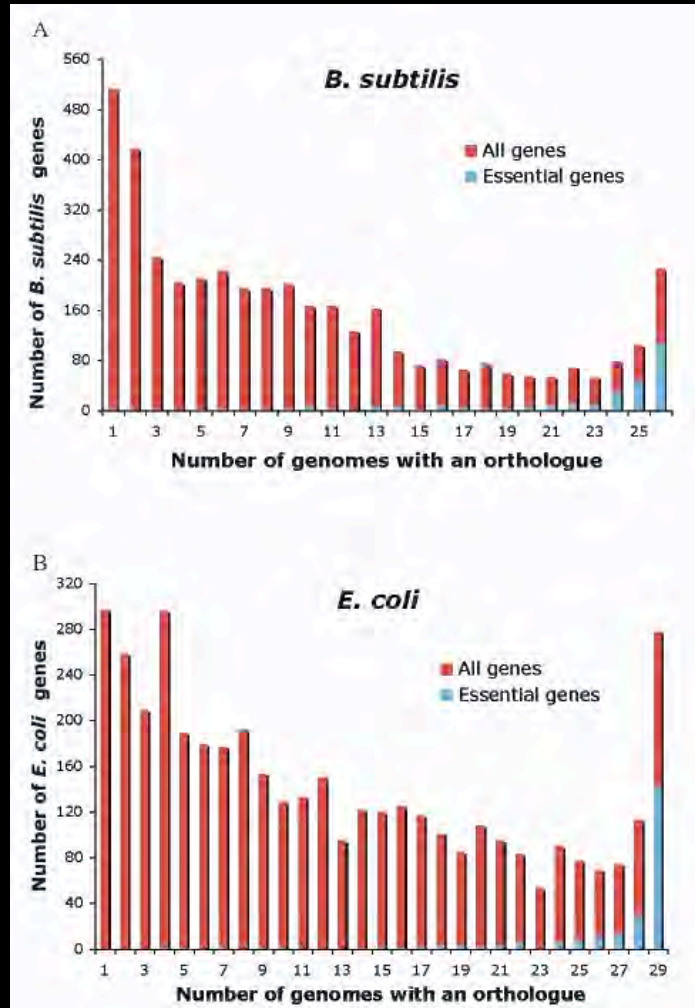 A
B. subtilis
560
480
400
320
240
160
80
0
Number of B. subtilis genes
All genes
Essential genes
1 3 5 7 9 11 13 15 17 19 21 23 25
Number of genomes with an orthologue
B
E. coli
320
280
240
200
160
120
80
40
0
Number of E. coli genes
All genes
Essential genes
1 3 5 7 9 11 13 15 17 19 21 23 25 27 29
Number of genomes with an orthologue